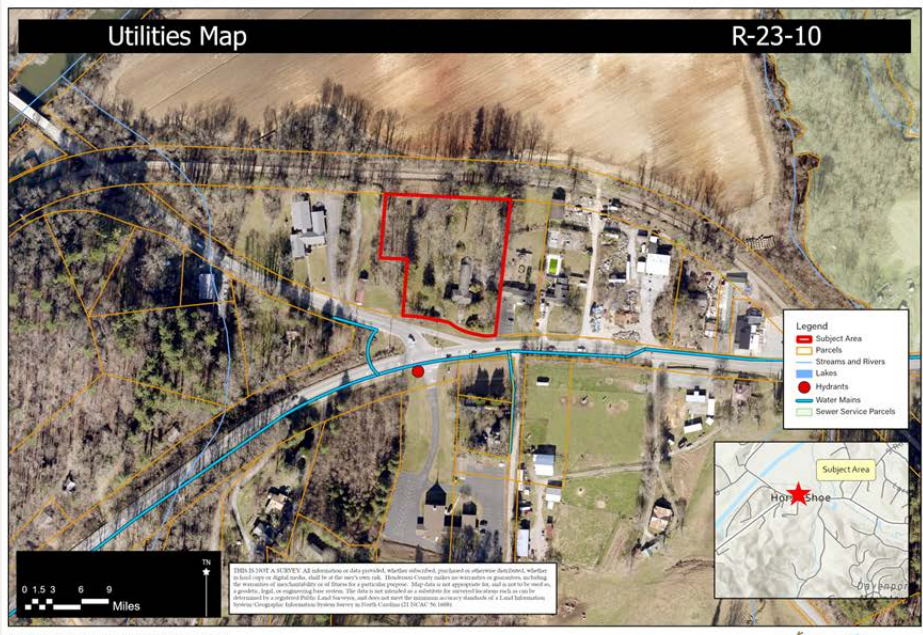 Utilities Map
R-23-10
Legend
Subject Area
Parcels
Streams and Rivers
Lakes
Hydrants
Water Mains
Sewer Service Parcels
Subject Area
Hor Shoe
Davenport
TN
0 1.5 3 6 9
Miles
THIS IS NOT A SURVEY. All information or data provided, whether subscribed, purchased or otherwise distributed, whether
in hard copy or digital media, shall be at the user's own risk. Henderson County makes no warranties or guarantees, including
the warranties of merchantability or of fitness for a particular purpose. Map data is not appropriate for, and is not to be used as,
a geodetic, legal, or engineering base system. The data is not intended as a substitute for surveyed locations such as can be
determined by a registered Public Land Surveyor, and does not meet the minimum accuracy standards of a Land Information
System/Geographic Information System Survey in North Carolina (21 NCAC 56.1608)